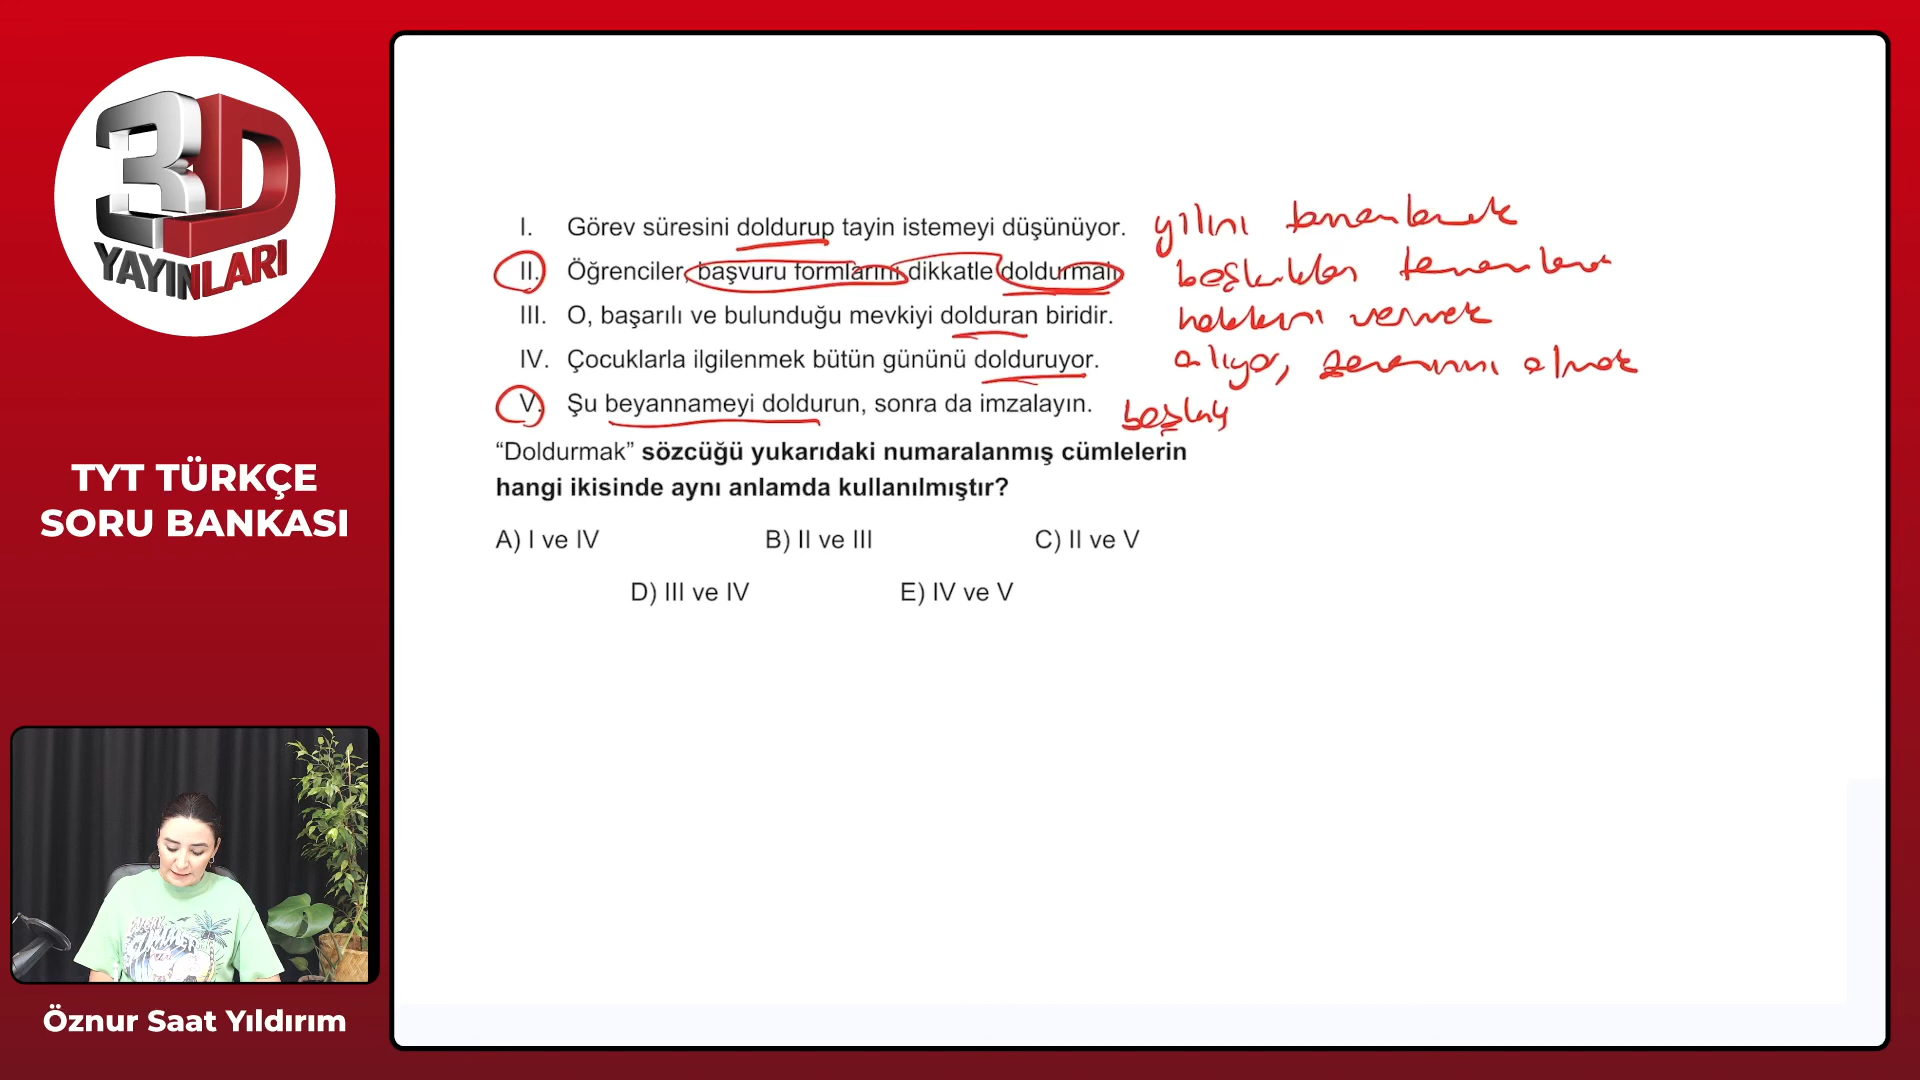 3D
YAYINLARI
TYT TÜRKÇE
SORU BANKASI
Öznur Saat Yıldırım
I. Görev süresini doldurup tayin istemeyi düşünüyor. yılını tamamlamak
II. Öğrenciler, başvuru formlarını dikkatle doldurmalı. boşlukları
III. O, başarılı ve bulunduğu mevkiyi dolduran biridir. hakkını vermek
IV. Çocuklarla ilgilenmek bütün gününü dolduruyor. alıyor, zamanını almak
V. Şu beyannameyi doldurun, sonra da imzalayın.
“Doldurmak” sözcüğü yukarıdaki numaralanmış cümlelerin
hangi ikisinde aynı anlamda kullanılmıştır?
A) I ve IV B) II ve III C) II ve V
D) III ve IV E) IV ve V